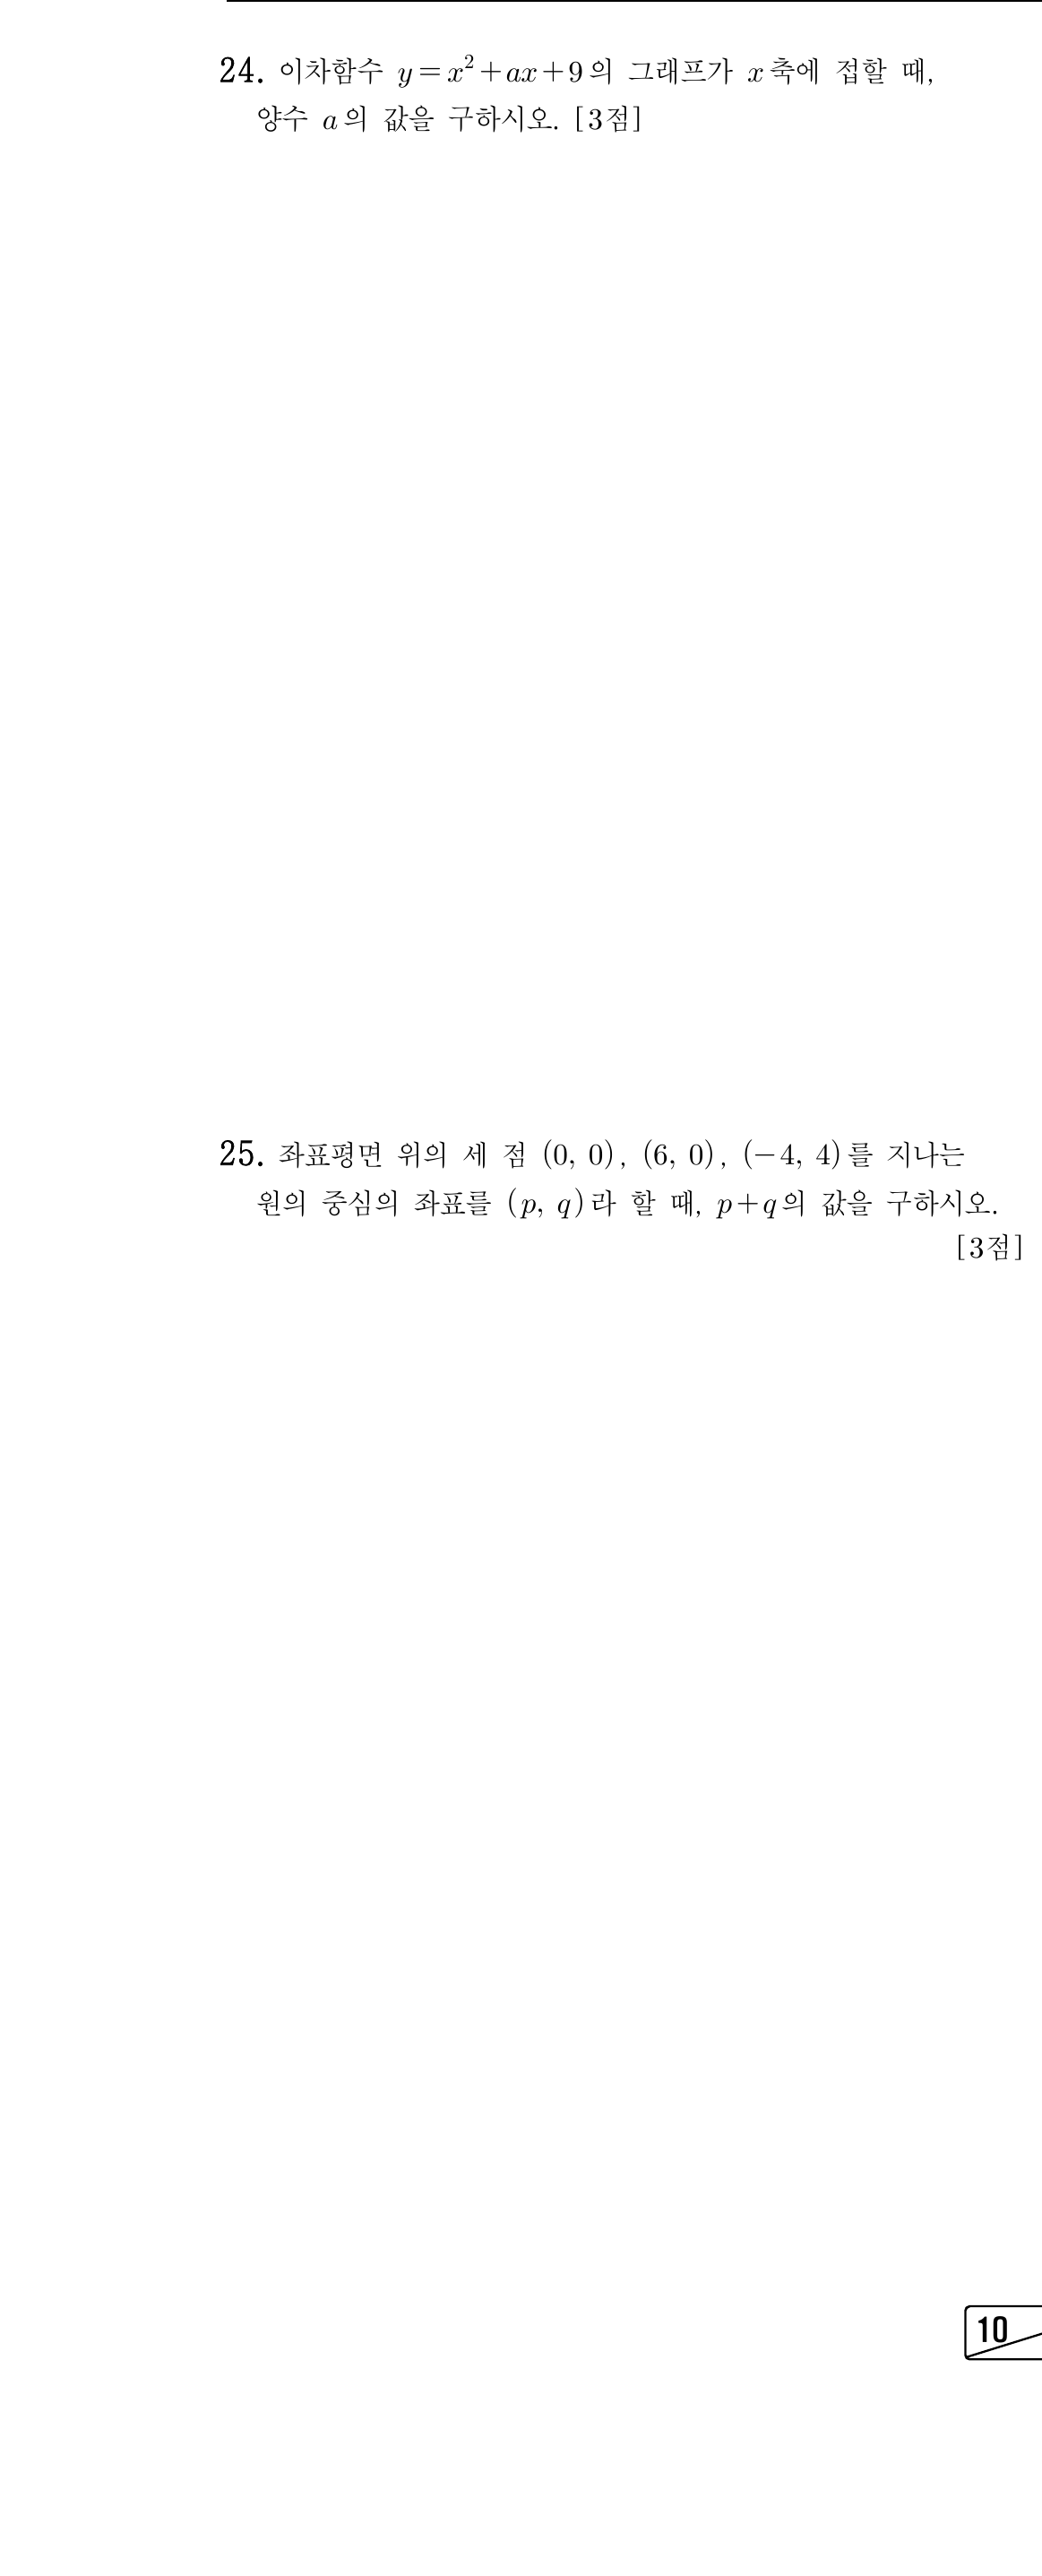 24. 이차함수 y=x²+ax+9의 그래프가 x축에 접할 때,
양수 a의 값을 구하시오. [3점]
25. 좌표평면 위의 세 점 (0, 0), (6, 0), (−4, 4)를 지나는
원의 중심의 좌표를 (p, q)라 할 때, p+q의 값을 구하시오.
[3점]
10